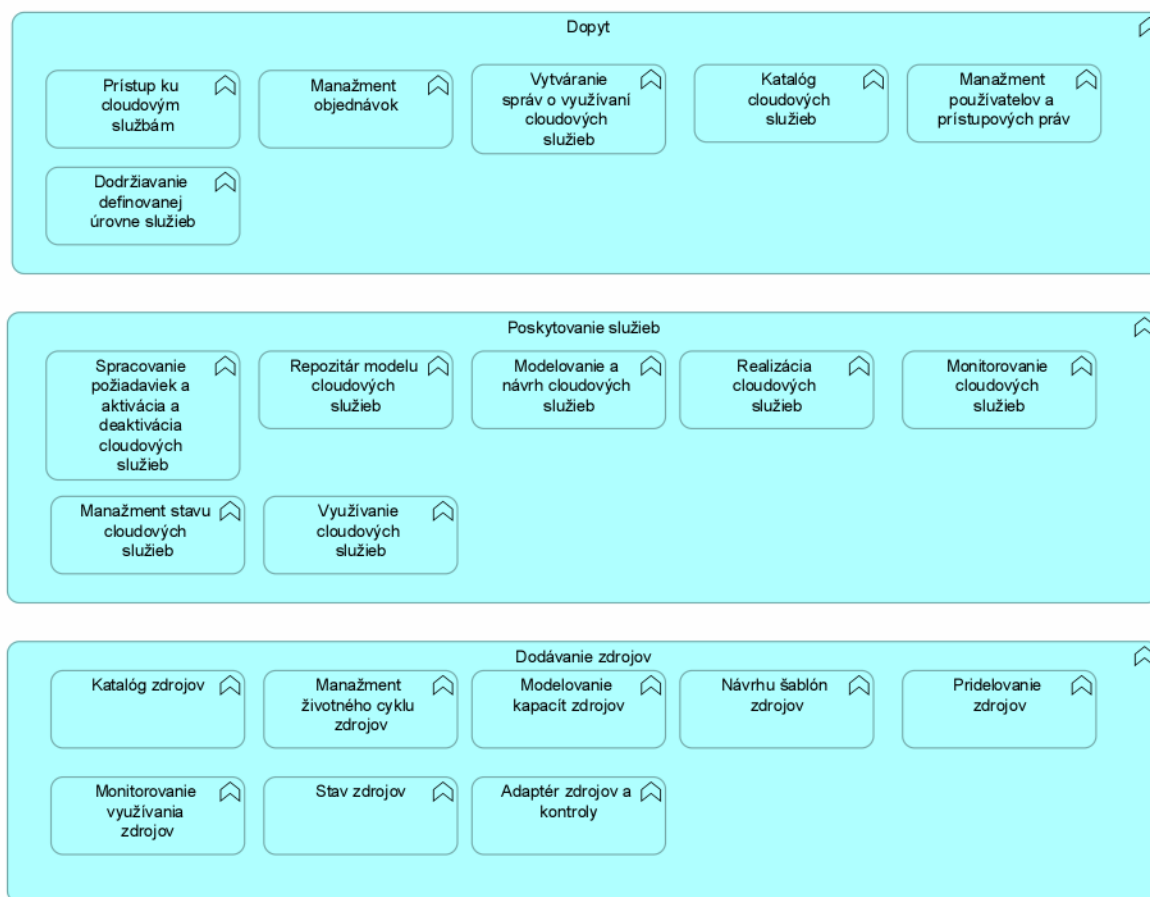 Dopyt
Prístup ku
cloudovým
službám
Manažment
objednávok
Vytváranie
správ o využívaní
cloudových
služieb
Katalóg
cloudových
služieb
Manažment
používatelov a
prístupových práv
Dodržiavanie
definovanej
úrovne služieb
Poskytovanie služieb
Spracovanie
požiadaviek a
aktivácia a
deaktivácia
cloudových
služieb
Repozitár modelu
cloudových
služieb
Modelovanie a
návrh cloudových
služieb
Realizácia
cloudových
služieb
Monitorovanie
cloudových
služieb
Manažment stavu
cloudových
služieb
Využívanie
cloudových
služieb
Dodávanie zdrojov
Katalóg zdrojov
Manažment
životného cyklu
zdrojov
Modelovanie
kapacít zdrojov
Návrhu šablón
zdrojov
Pridelovanie
zdrojov
Monitorovanie
využívania
zdrojov
Stav zdrojov
Adaptér zdrojov a
kontroly